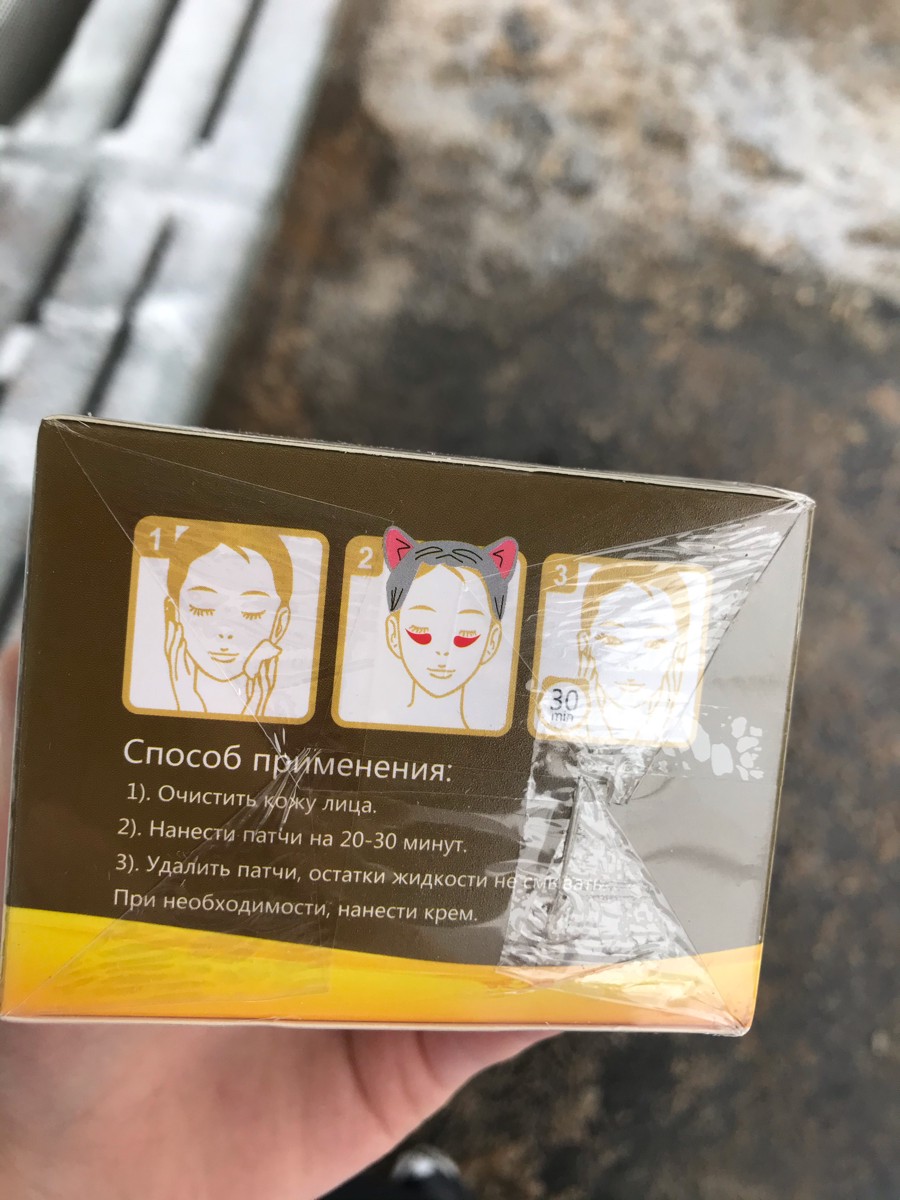 1
2
3
30
min
Способ применения:
1). Очистить кожу лица.
2). Нанести патчи на 20-30 минут.
3). Удалить патчи, остатки жидкости не смывать.
При необходимости, нанести крем.